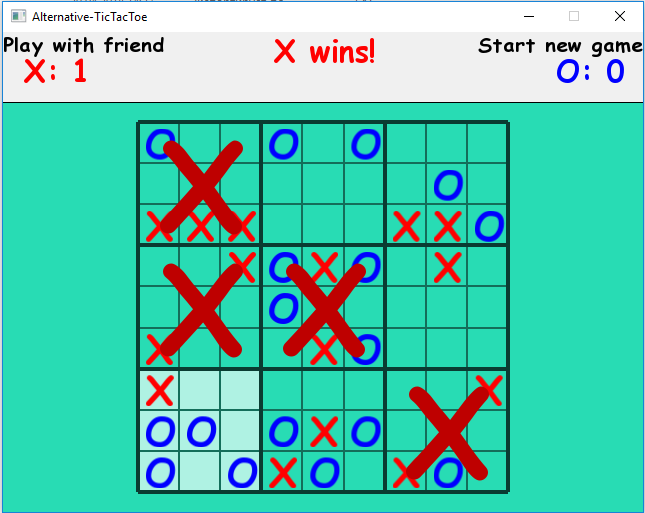 Alternative-TicTacToe
Play with friend
X wins!
Start new game
X: 1
O: 0